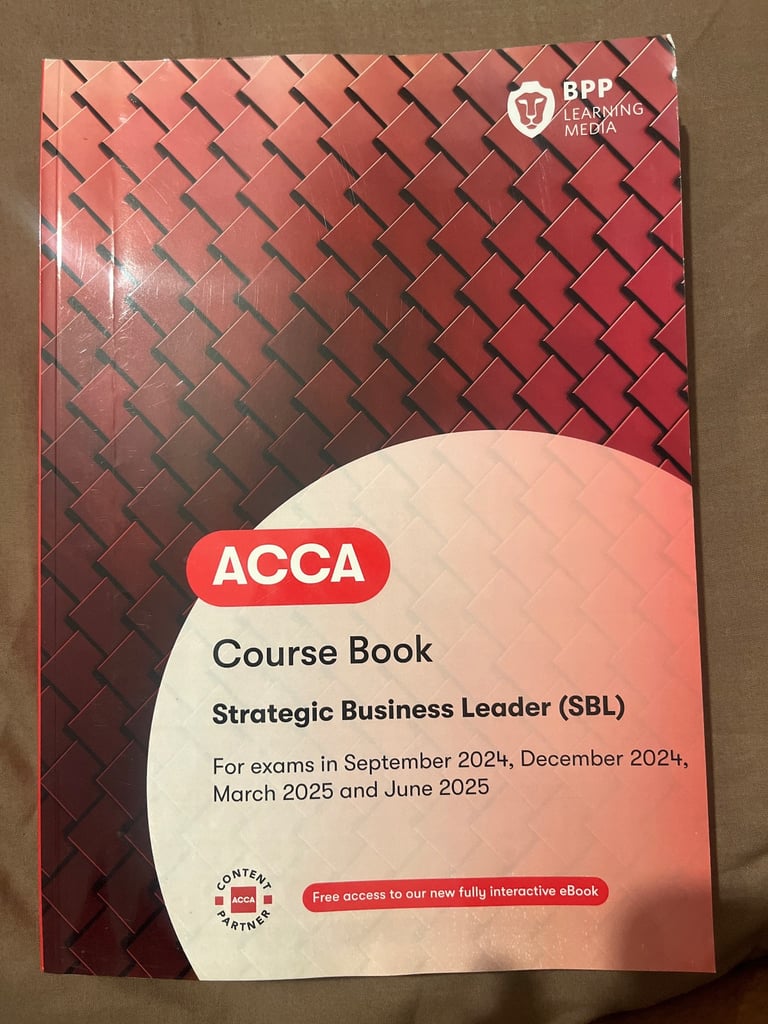 BPP
LEARNING
MEDIA
ACCA
Course Book
Strategic Business Leader (SBL)
For exams in September 2024, December 2024,
March 2025 and June 2025
CONTENT
ACCA
PARTNER
Free access to our new fully interactive eBook